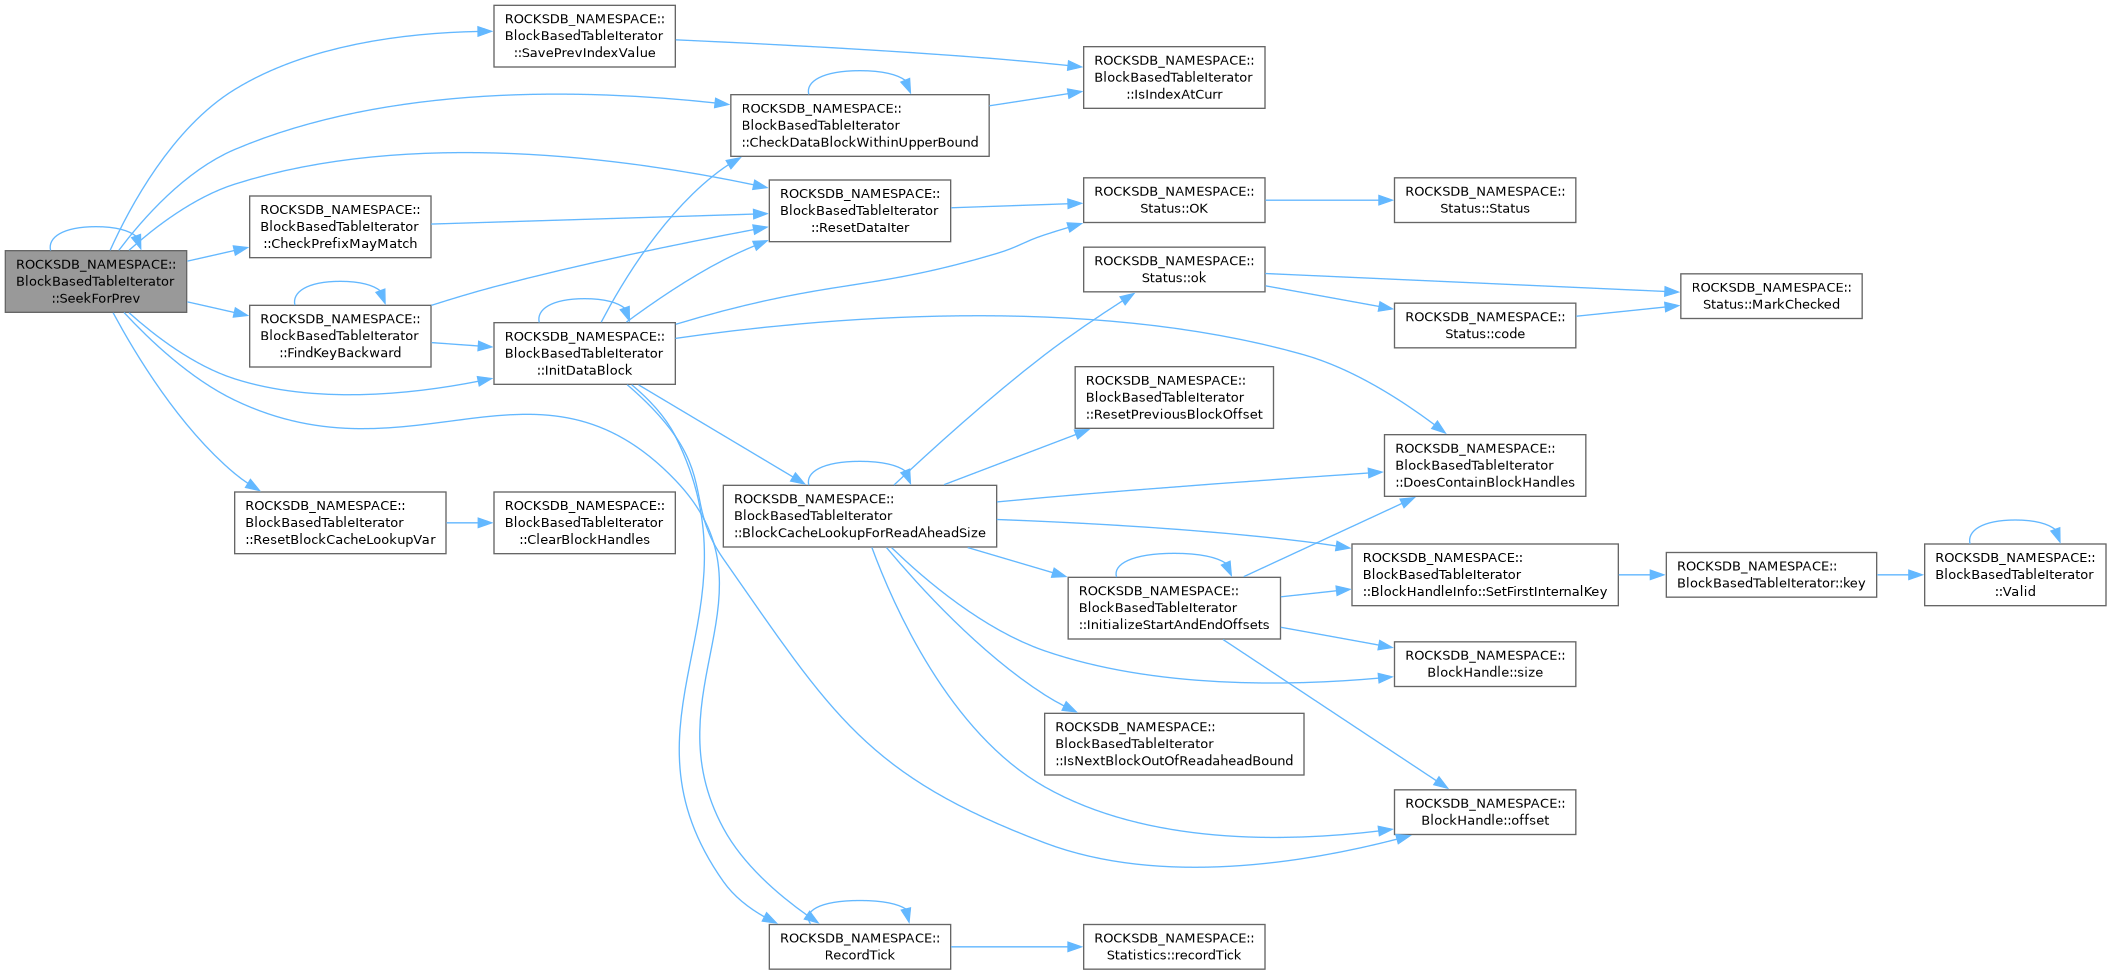 ROCKSDB_NAMESPACE::
BlockBasedTableIterator
::SeekForPrev
ROCKSDB_NAMESPACE::
BlockBasedTableIterator
::CheckPrefixMayMatch
ROCKSDB_NAMESPACE::
BlockBasedTableIterator
::FindKeyBackward
ROCKSDB_NAMESPACE::
BlockBasedTableIterator
::ResetBlockCacheLookupVar
ROCKSDB_NAMESPACE::
BlockBasedTableIterator
::SavePrevIndexValue
ROCKSDB_NAMESPACE::
BlockBasedTableIterator
::InitDataBlock
ROCKSDB_NAMESPACE::
BlockBasedTableIterator
::ClearBlockHandles
ROCKSDB_NAMESPACE::
BlockBasedTableIterator
::CheckDataBlockWithinUpperBound
ROCKSDB_NAMESPACE::
BlockBasedTableIterator
::ResetDataIter
ROCKSDB_NAMESPACE::
BlockBasedTableIterator
::BlockCacheLookupForReadAheadSize
ROCKSDB_NAMESPACE::
RecordTick
ROCKSDB_NAMESPACE::
BlockBasedTableIterator
::IsIndexAtCurr
ROCKSDB_NAMESPACE::
Status::OK
ROCKSDB_NAMESPACE::
Status::ok
ROCKSDB_NAMESPACE::
BlockBasedTableIterator
::ResetPreviousBlockOffset
ROCKSDB_NAMESPACE::
BlockBasedTableIterator
::InitializeStartAndEndOffsets
ROCKSDB_NAMESPACE::
BlockBasedTableIterator
::IsNextBlockOutOfReadaheadBound
ROCKSDB_NAMESPACE::
Statistics::recordTick
ROCKSDB_NAMESPACE::
Status::Status
ROCKSDB_NAMESPACE::
Status::code
ROCKSDB_NAMESPACE::
BlockBasedTableIterator
::DoesContainBlockHandles
ROCKSDB_NAMESPACE::
BlockBasedTableIterator
::BlockHandleInfo::SetFirstInternalKey
ROCKSDB_NAMESPACE::
BlockHandle::size
ROCKSDB_NAMESPACE::
BlockHandle::offset
ROCKSDB_NAMESPACE::
Status::MarkChecked
ROCKSDB_NAMESPACE::
BlockBasedTableIterator::key
ROCKSDB_NAMESPACE::
BlockBasedTableIterator
::Valid